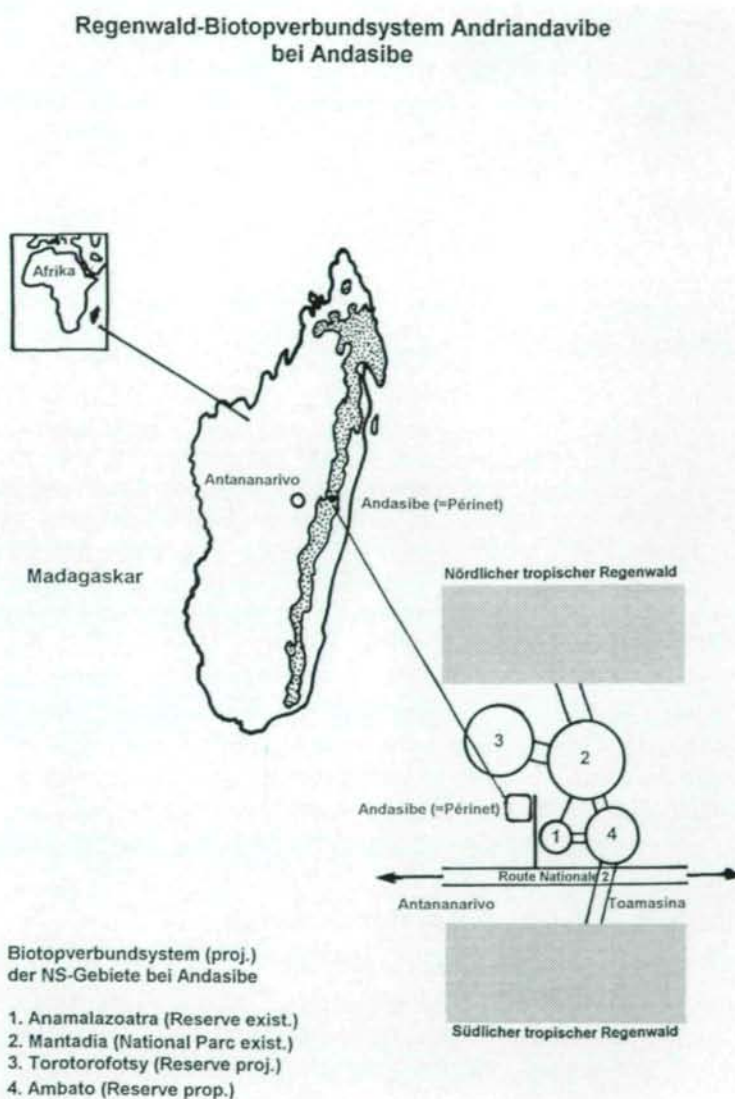 Regenwald-Biotopverbundsystem Andriandavibe
bei Andasibe
Afrika
Antananarivo
Andasibe (=Périnet)
Madagaskar
Nördlicher tropischer Regenwald
3
2
Andasibe (=Périnet)
1
4
Route Nationale 2
Antananarivo
Toamasina
Südlicher tropischer Regenwald
Biotopverbundsystem (proj.)
der NS-Gebiete bei Andasibe
1. Anamalazoatra (Reserve exist.)
2. Mantadia (National Parc exist.)
3. Torotorofotsy (Reserve proj.)
4. Ambato (Reserve prop.)